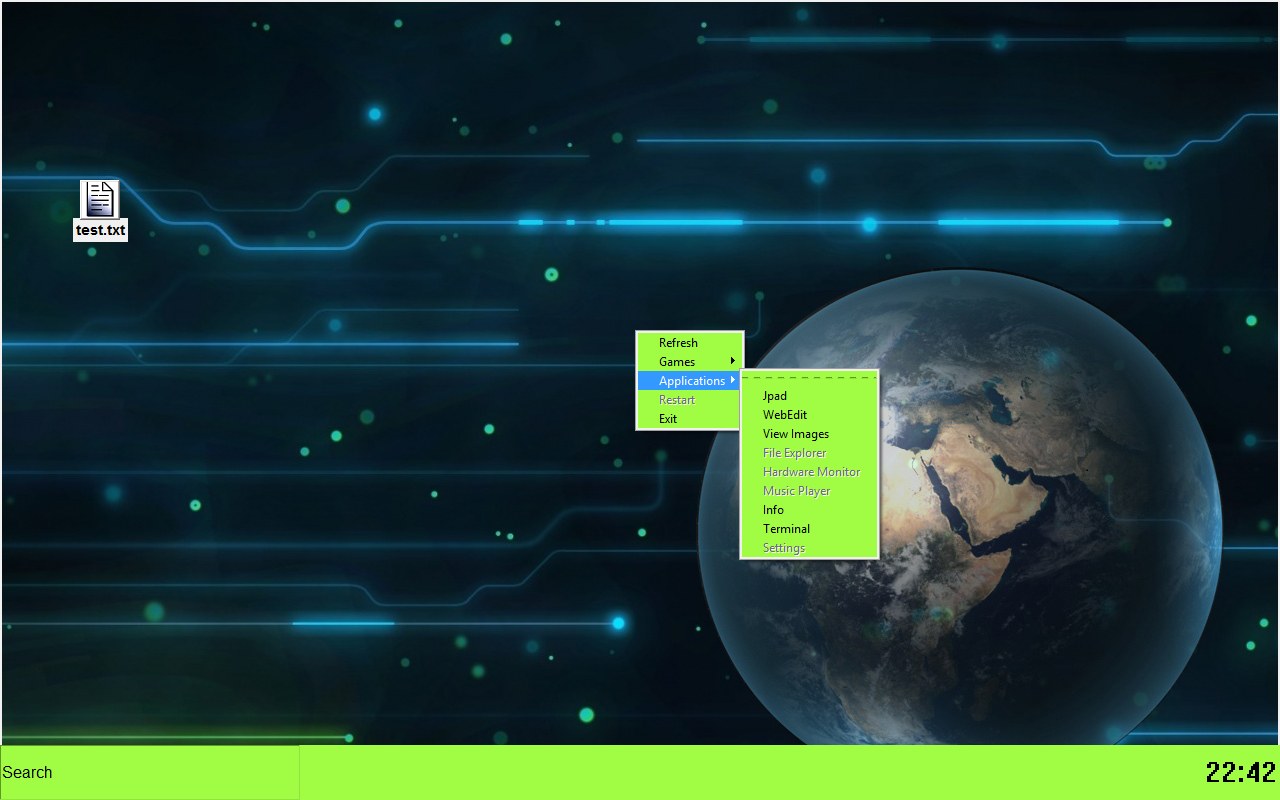 test.txt
Refresh
Games
Applications
Restart
Exit
Jpad
WebEdit
View Images
File Explorer
Hardware Monitor
Music Player
Info
Terminal
Settings
Search
22:42